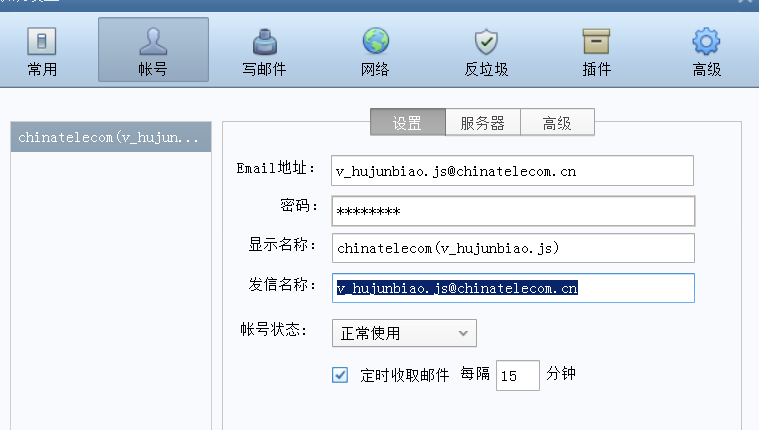 常用 帐号 写邮件 网络 反垃圾 插件 高级
chinatelecom(v_hujun...
设置 服务器 高级
Email地址: v_hujunbiao.js@chinatelecom.cn
密码: ********
显示名称: chinatelecom(v_hujunbiao.js)
发信名称: v_hujunbiao.js@chinatelecom.cn
帐号状态: 正常使用
定时收取邮件 每隔 15 分钟